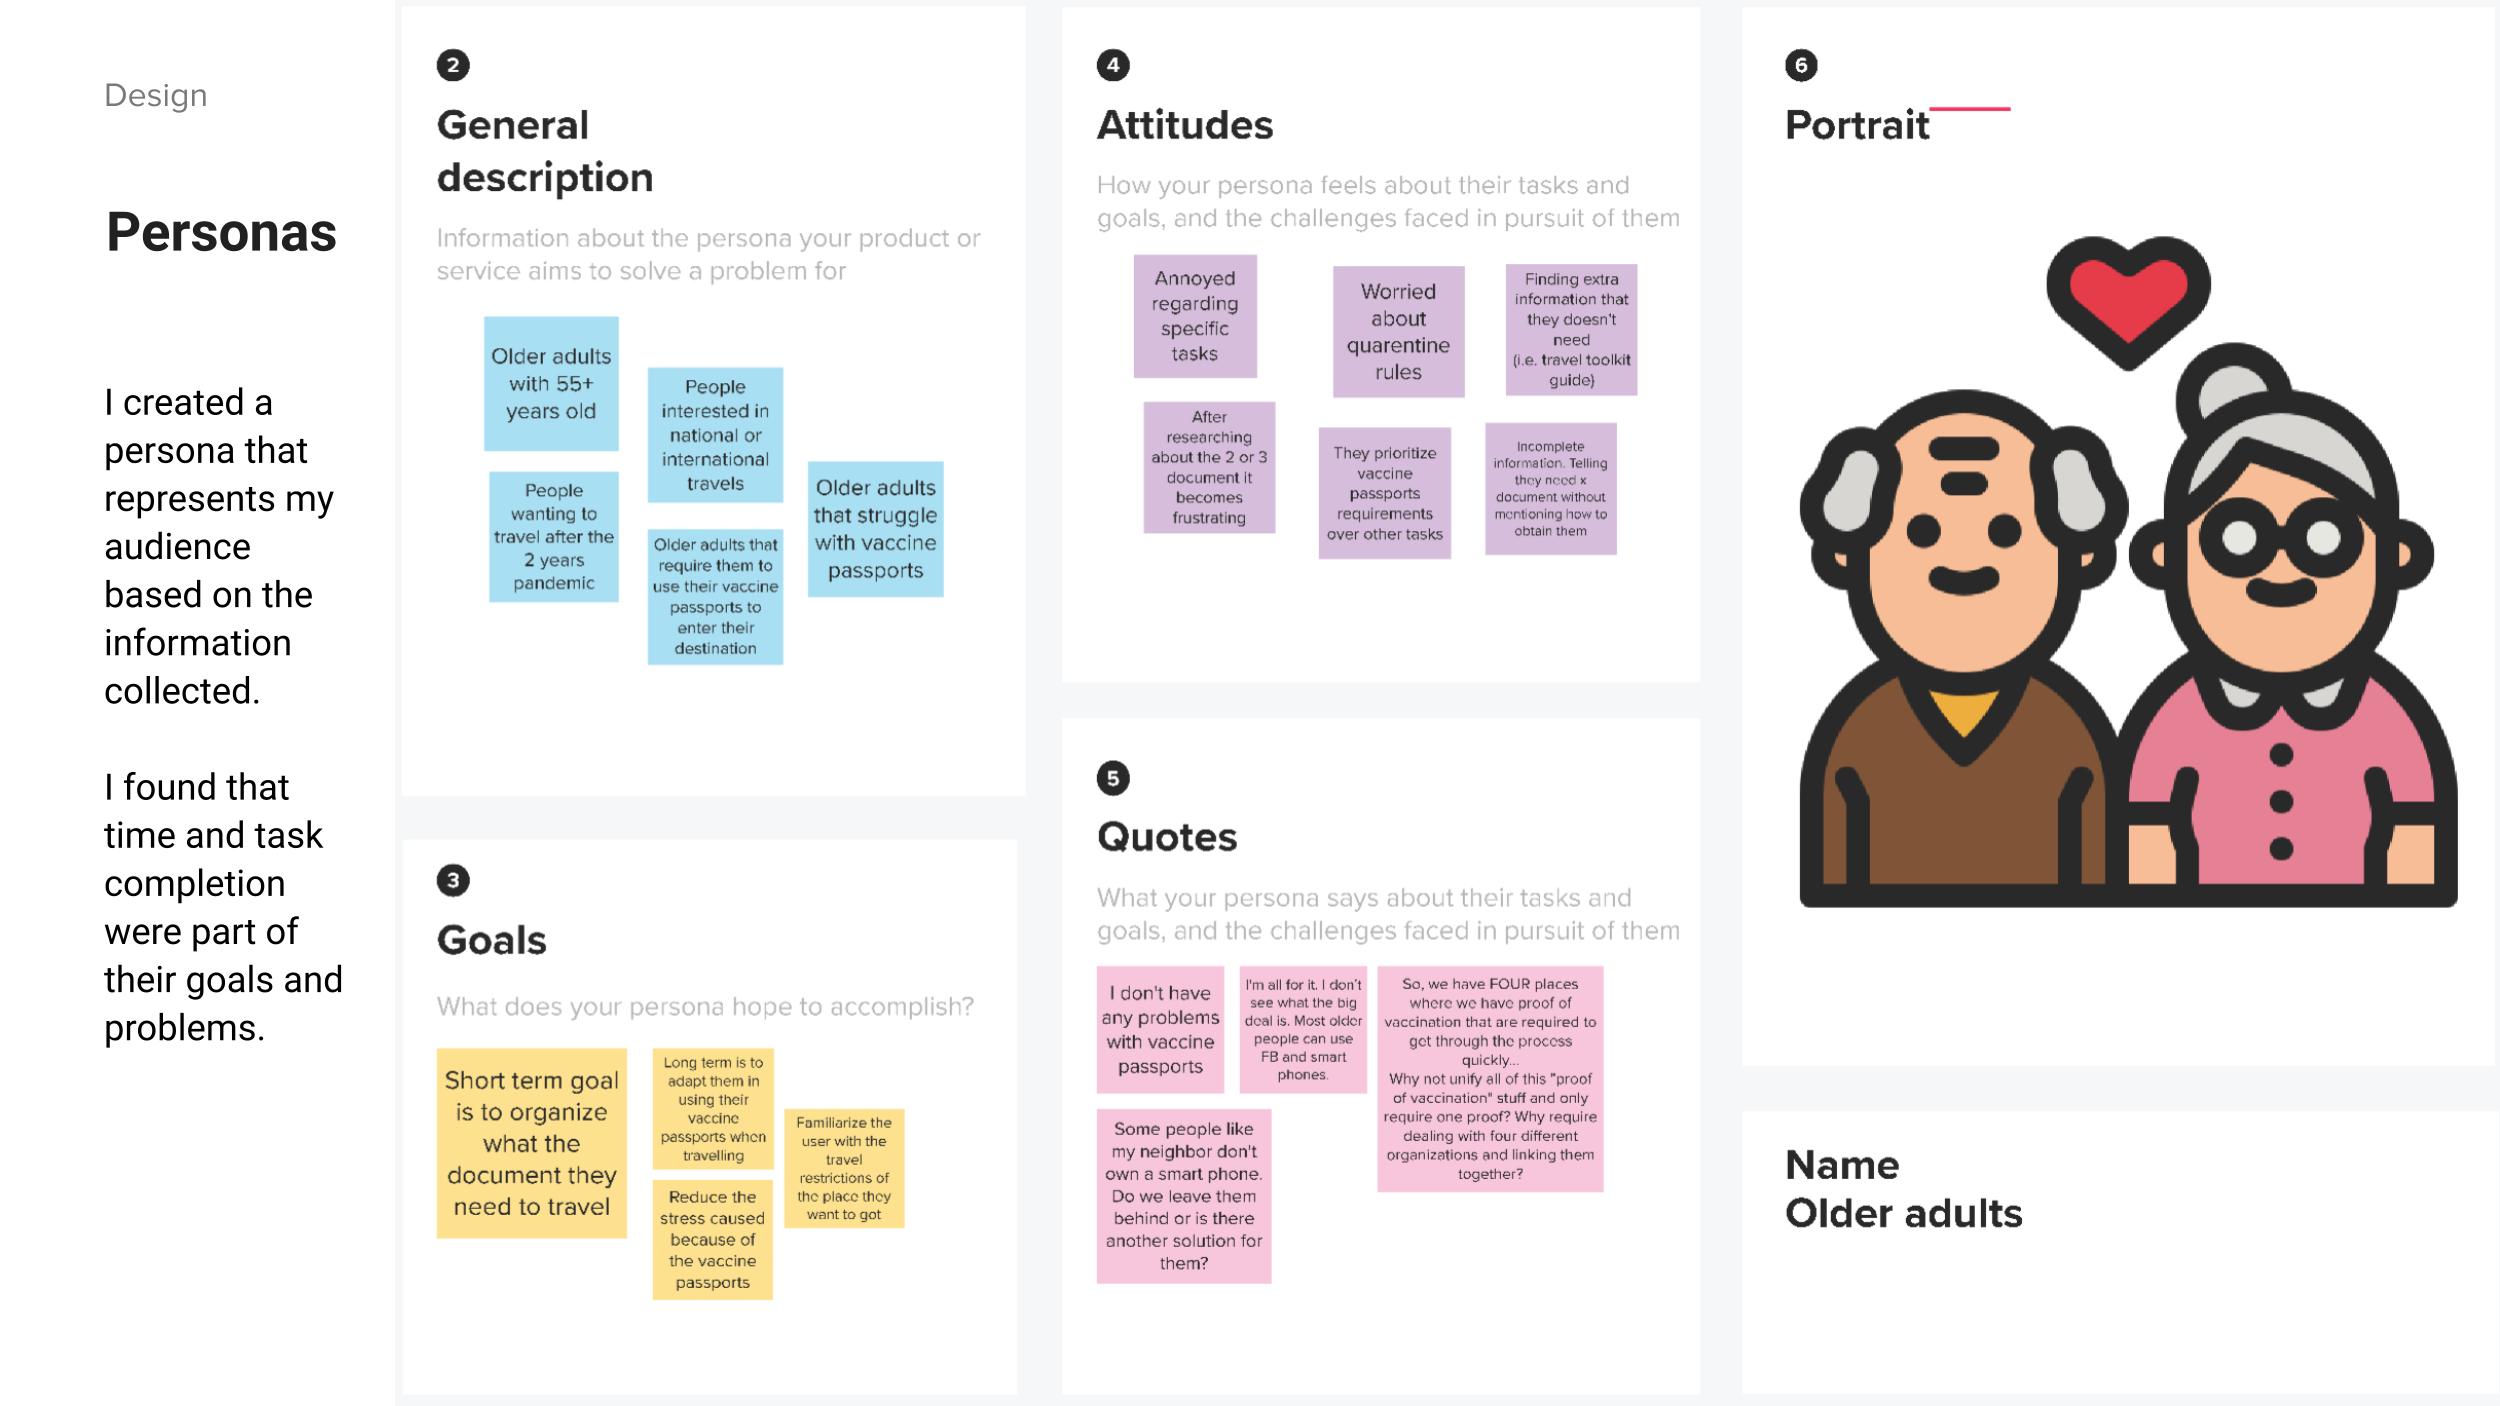 Design
Personas
I created a
persona that
represents my
audience
based on the
information
collected.
I found that
time and task
completion
were part of
their goals and
problems.
2
General
description
Information about the persona your product or
service aims to solve a problem for
Older adults
with 55+
years old
People
interested in
national or
international
travels
People
wanting to
travel after the
2 years
pandemic
Older adults that
require them to
use their vaccine
passports to
enter their
destination
Older adults
that struggle
with vaccine
passports
3
Goals
What does your persona hope to accomplish?
Short term goal
is to organize
what the
document they
need to travel
Long term is to
adapt them in
using their
vaccine
passports when
travelling
Reduce the
stress caused
because of
the vaccine
passports
Familiarize the
user with the
travel
restrictions of
the place they
want to got
4
Attitudes
How your persona feels about their tasks and
goals, and the challenges faced in pursuit of them
Annoyed
regarding
specific
tasks
Worried
about
quarentine
rules
Finding extra
information that
they doesn't
need
(i.e. travel toolkit
guide)
After
researching
about the 2 or 3
document it
becomes
frustrating
They prioritize
vaccine
passports
requirements
over other tasks
Incomplete
information. Telling
they need x
document without
mentioning how to
obtain them
5
Quotes
What your persona says about their tasks and
goals, and the challenges faced in pursuit of them
I don't have
any problems
with vaccine
passports
I'm all for it. I don't
see what the big
deal is. Most older
people can use
FB and smart
phones.
So, we have FOUR places
where we have proof of
vaccination that are required to
get through the process
quickly...
Why not unify all of this "proof
of vaccination" stuff and only
require one proof? Why require
dealing with four different
organizations and linking them
together?
Some people like
my neighbor don't
own a smart phone.
Do we leave them
behind or is there
another solution for
them?
6
Portrait
Name
Older adults